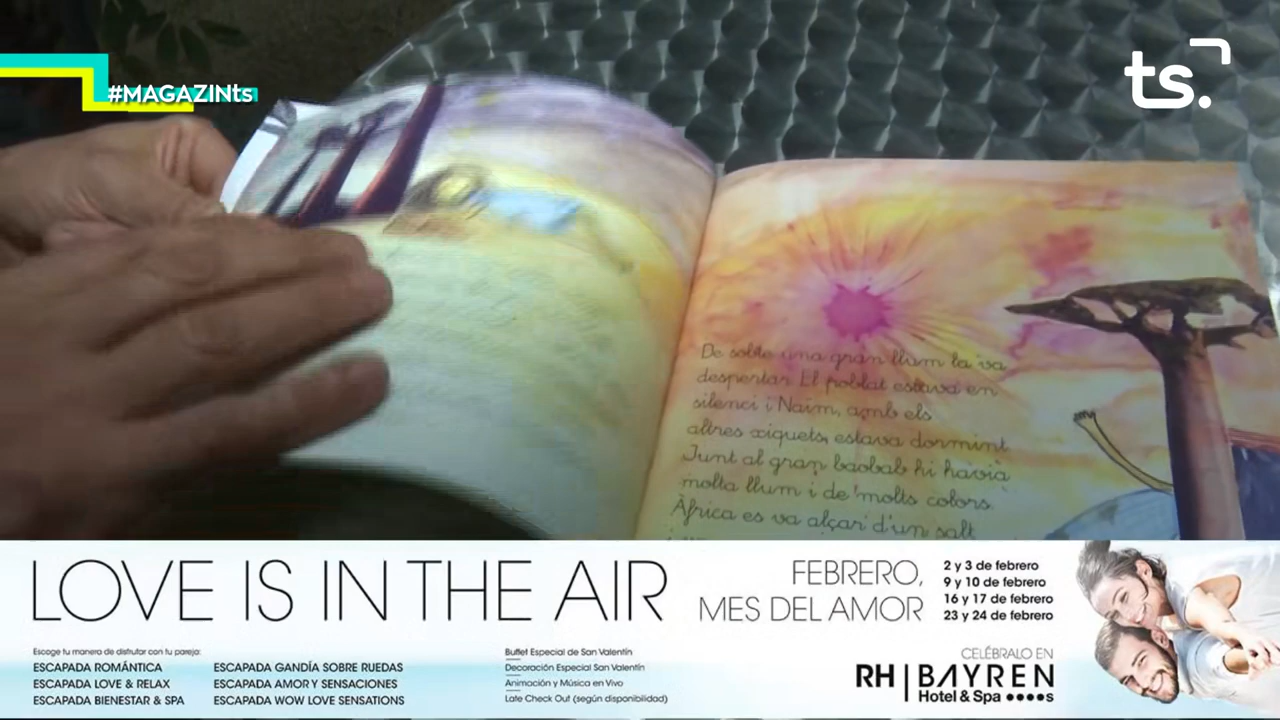 #MAGAZINts
ts.
De sobte una gran llum la va
despertar. El poblat estava en
silenci i Naim, amb els
altres xiquets, estava dormint.
Junt al gran baobab hi havia
molta llum i de molts colors.
Àfrica es va alçar d'un salt
LOVE IS IN THE AIR
FEBRERO,
MES DEL AMOR
2 y 3 de febrero
9 y 10 de febrero
16 y 17 de febrero
23 y 24 de febrero
Escoge tu manera de disfrutar con tu pareja:
ESCAPADA ROMÁNTICA
ESCAPADA LOVE & RELAX
ESCAPADA BIENESTAR & SPA
ESCAPADA GANDÍA SOBRE RUEDAS
ESCAPADA AMOR Y SENSACIONES
ESCAPADA WOW LOVE SENSATIONS
Buffet Especial de San Valentín
Decoración Especial San Valentín
Animación y Música en Vivo
Late Check Out (según disponibilidad)
CELÉBRALO EN
RH | BAYREN
Hotel & Spa ●●●●s